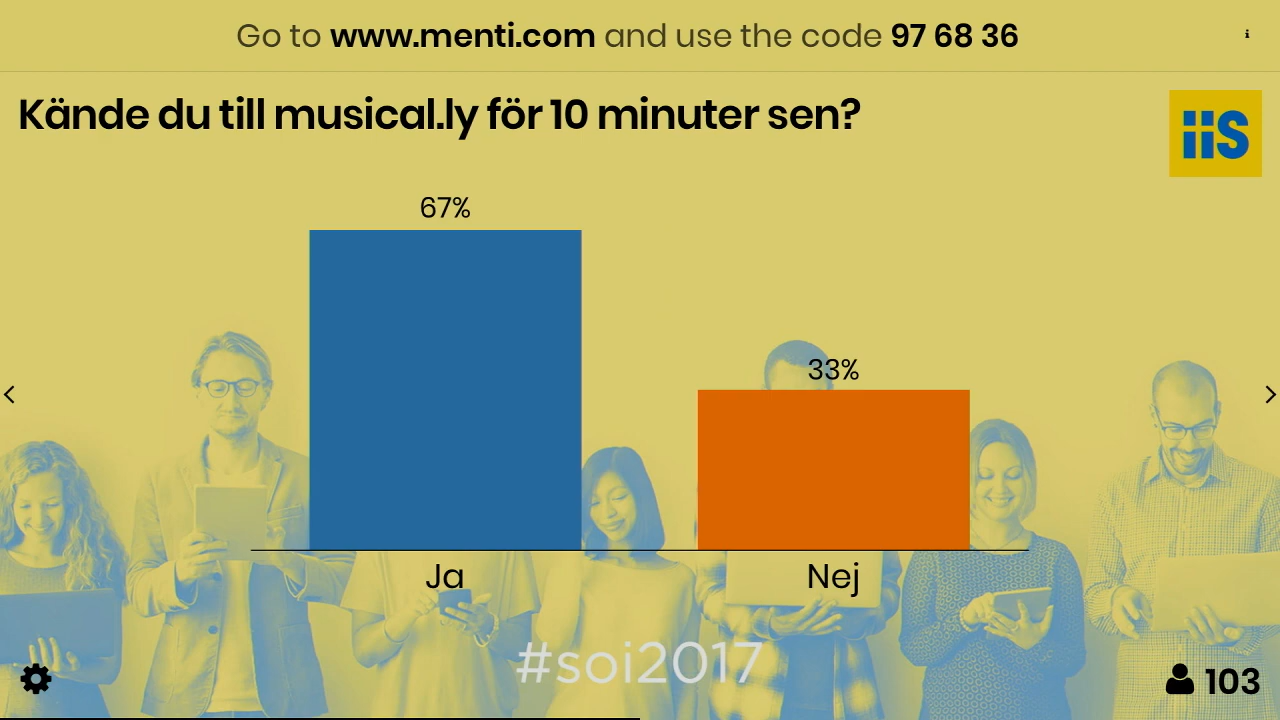 Go to www.menti.com and use the code 97 68 36
i
Kände du till musical.ly för 10 minuter sen?
iis
67%
33%
Ja
Nej
#soi2017
103